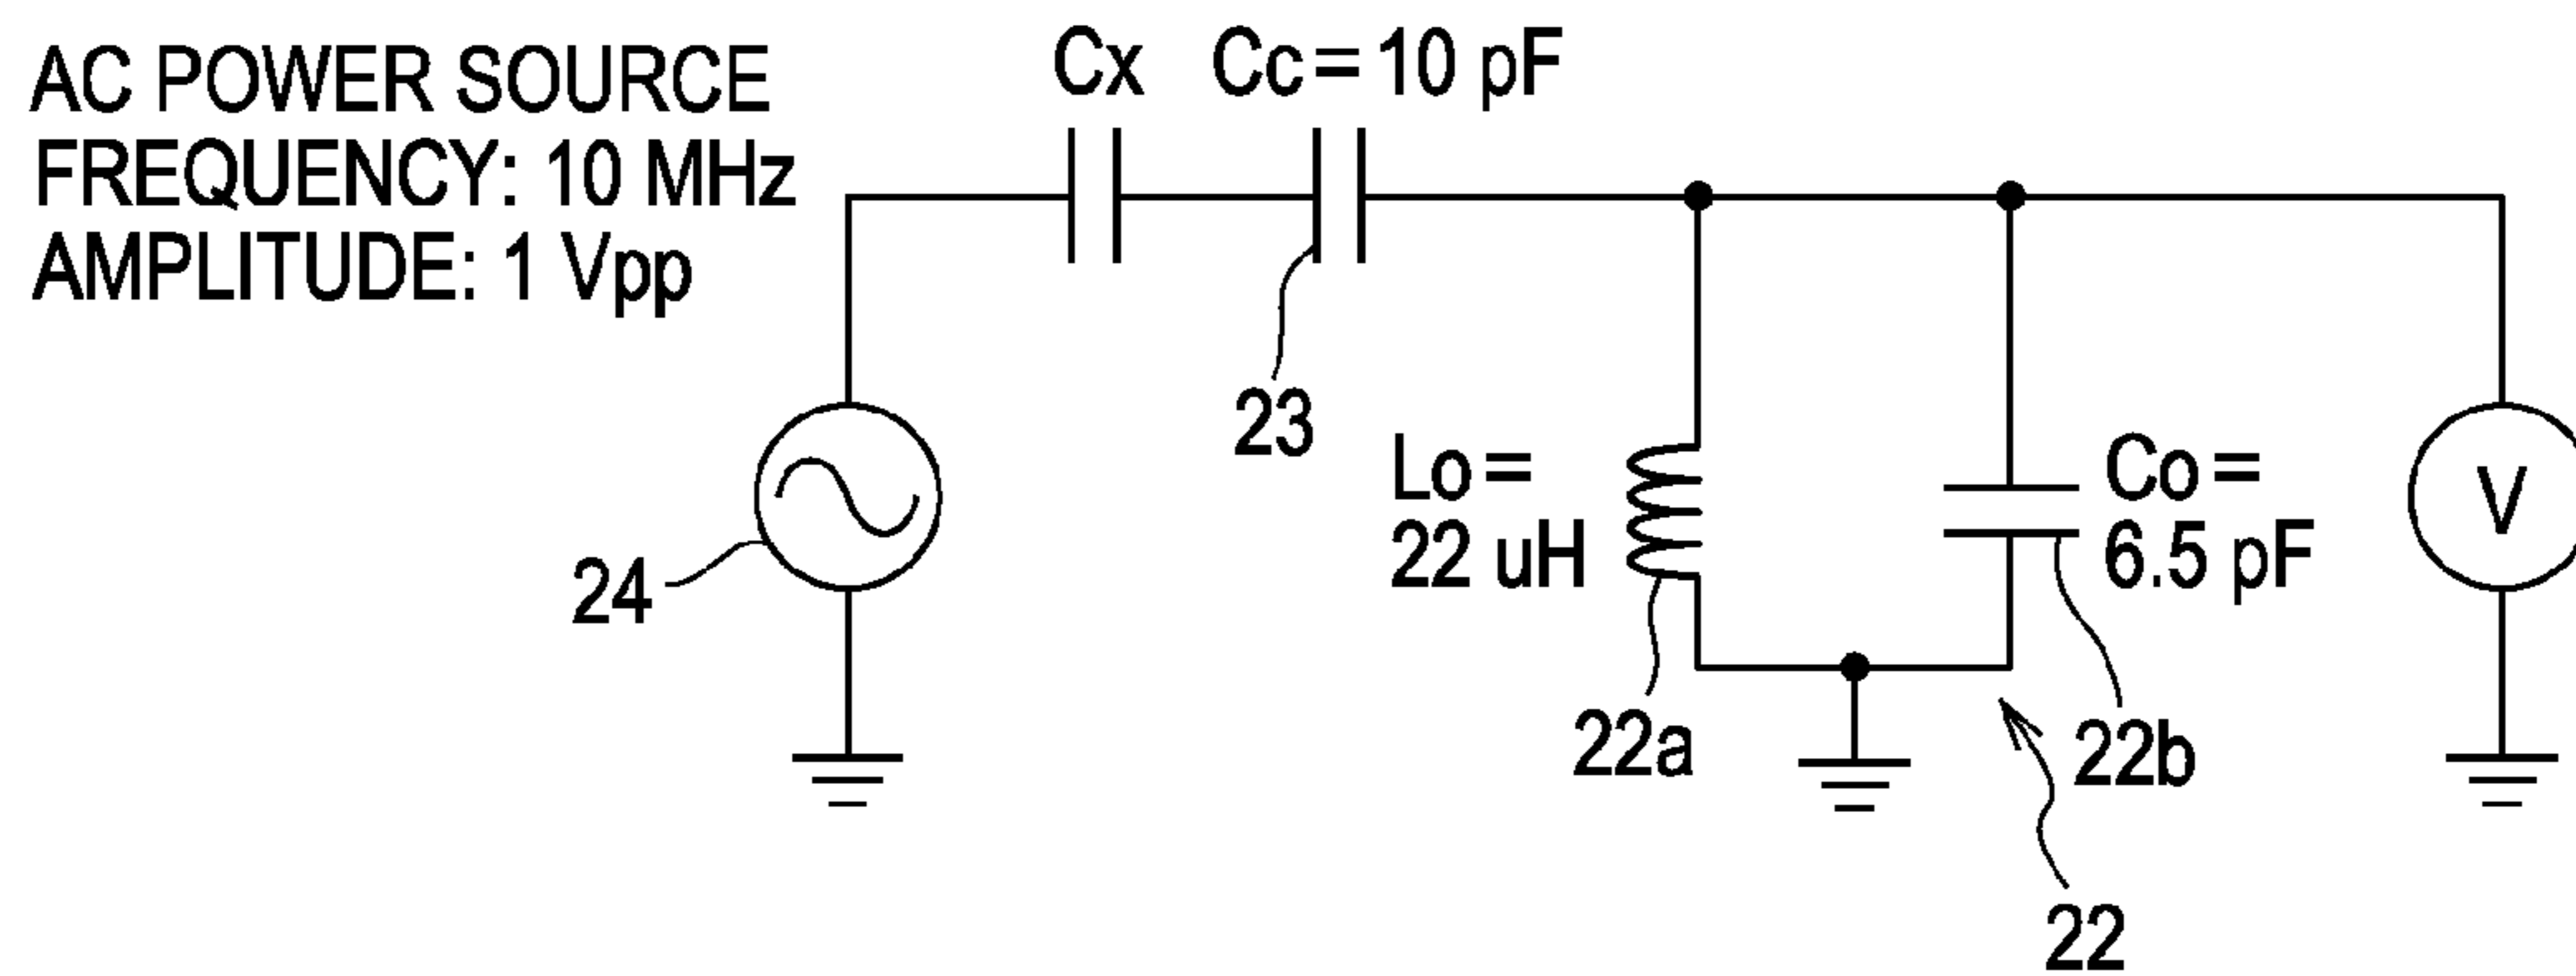 AC POWER SOURCE
FREQUENCY: 10 MHz
AMPLITUDE: 1 Vpp
Cx
Cc = 10 pF
23
24
Lo =
22 uH
22a
Co =
6.5 pF
22b
22
V